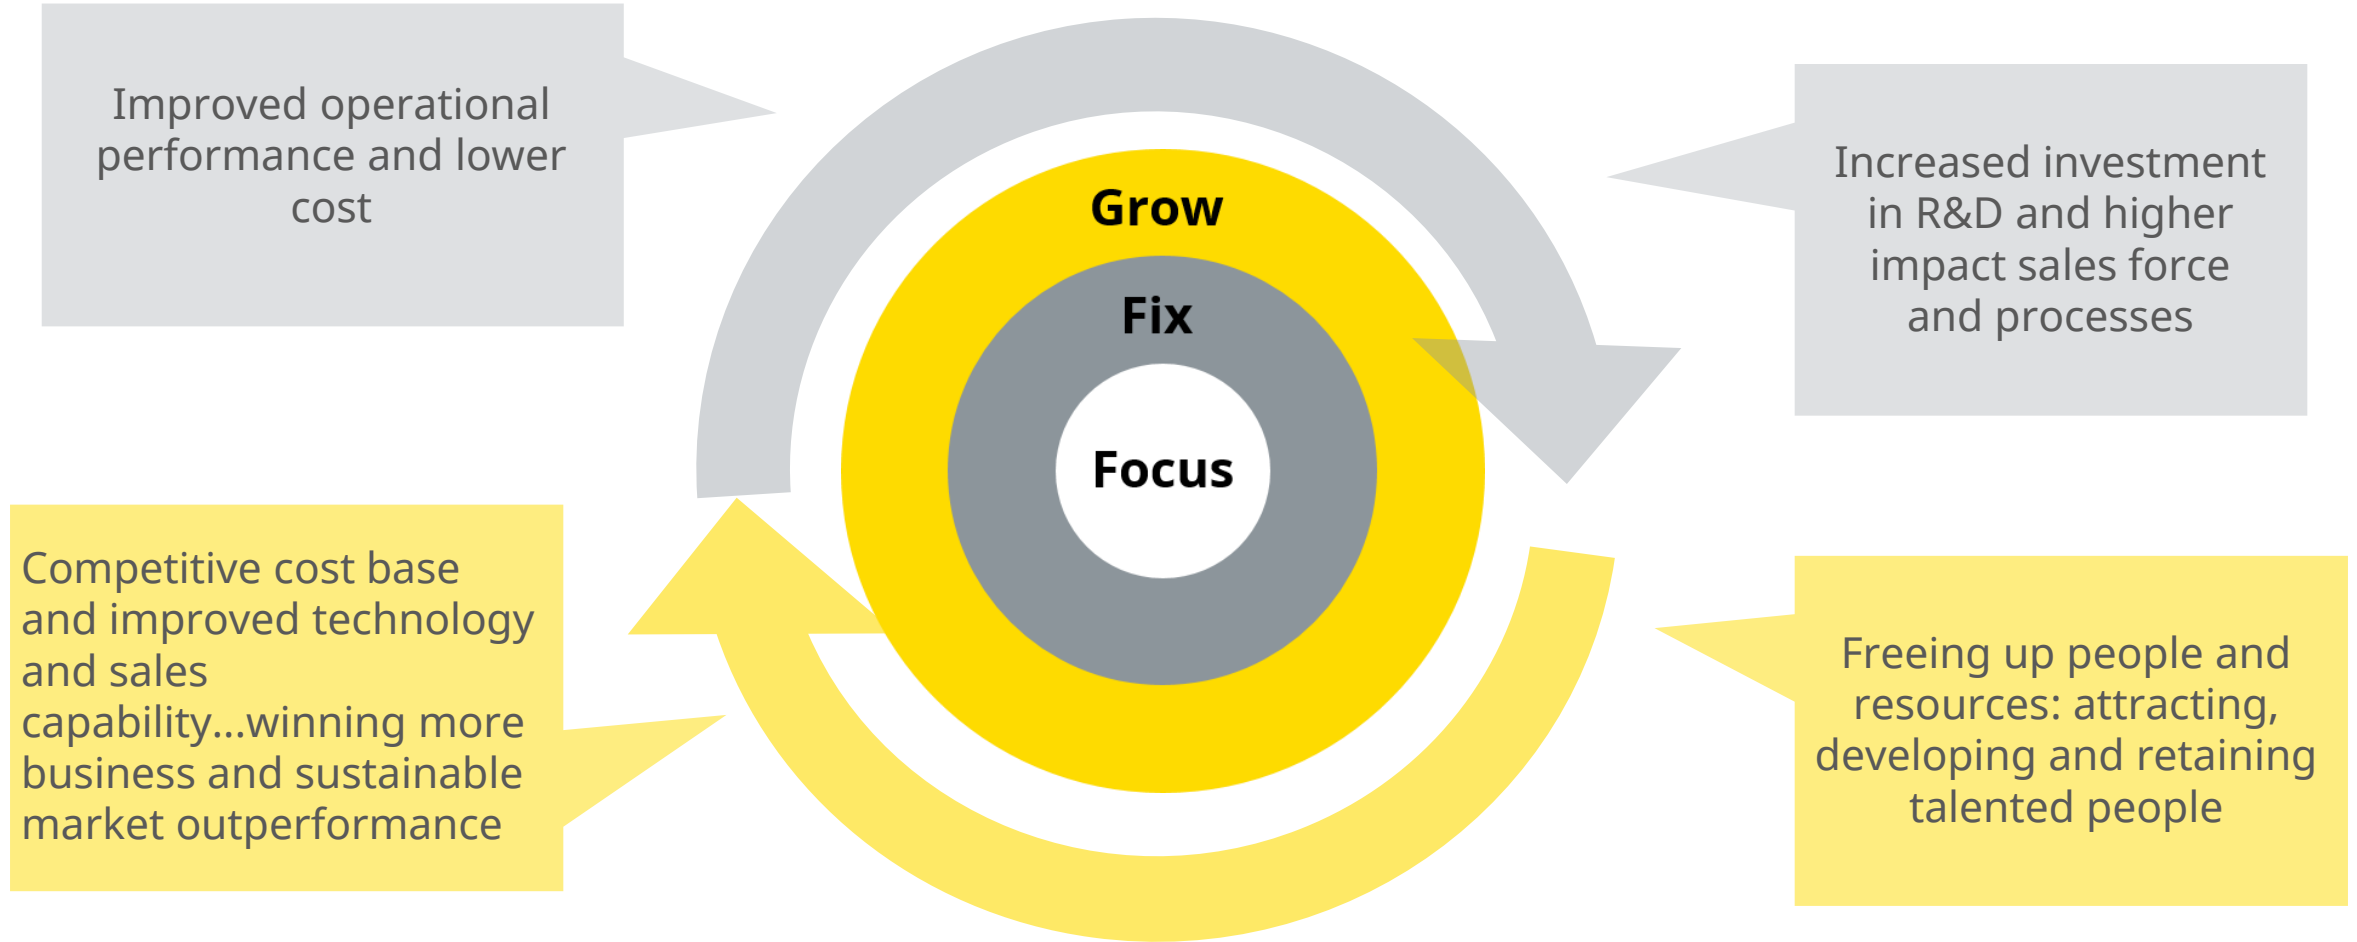 Improved operational
performance and lower
cost
Increased investment
in R&D and higher
impact sales force
and processes
Grow
Fix
Focus
Competitive cost base
and improved technology
and sales
capability...winning more
business and sustainable
market outperformance
Freeing up people and
resources: attracting,
developing and retaining
talented people